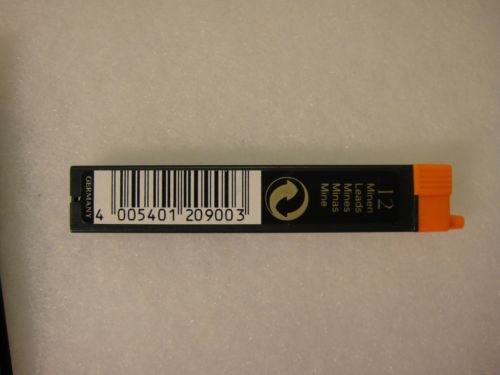 GERMANY
4 005401 209003
12
Minen
Leads
Mines
Minas
Mine